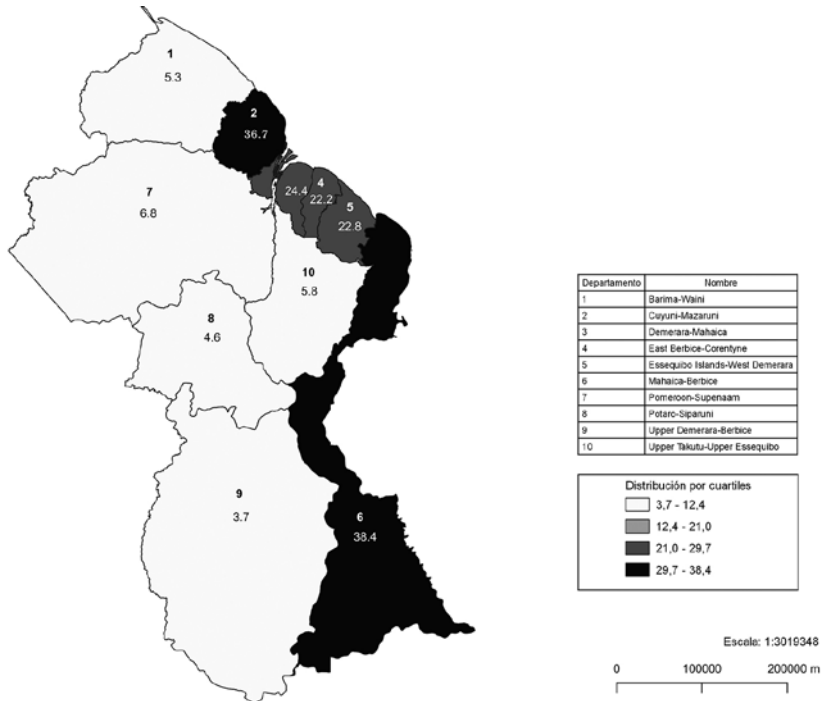 1
5.3
2
36.7
7
6.8
24.4
4
22.2
5
22.8
10
5.8
8
4.6
9
3.7
6
38.4
Departamento Nombre
1 Barima-Waini
2 Cuyuni-Mazaruni
3 Demerara-Mahaica
4 East Berbice-Corentyne
5 Essequibo Islands-West Demerara
6 Mahaica-Berbice
7 Pomeroon-Supenaam
8 Potaro-Siparuni
9 Upper Demerara-Berbice
10 Upper Takutu-Upper Essequibo
Distribución por cuartiles
3,7 - 12,4
12,4 - 21,0
21,0 - 29,7
29,7 - 38,4
Escala: 1:3019348
0 100000 200000 m